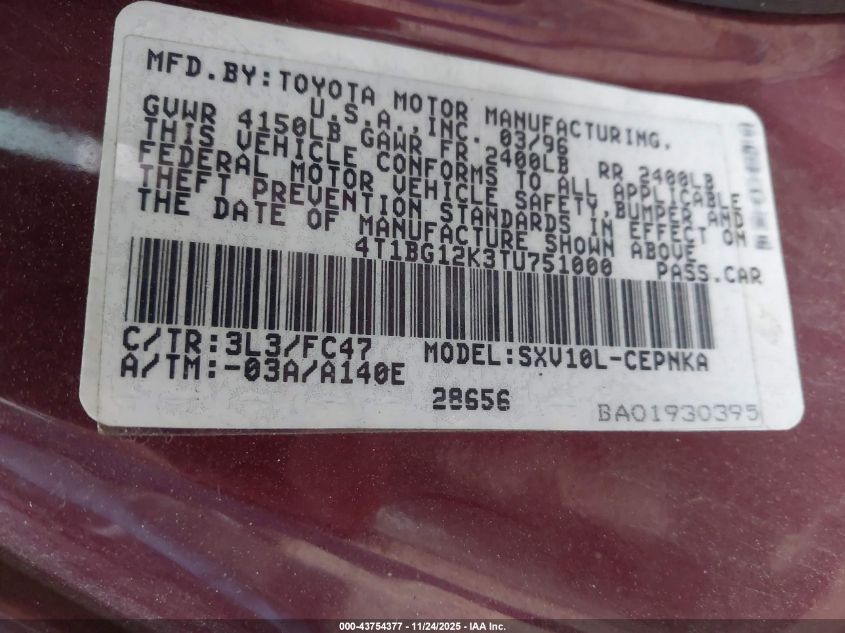 MFD.BY:TOYOTA MOTOR MANUFACTURING.
U.S.A.,INC. 03/96
GVWR 4150LB GAWR FR 2400LB RR 2400LB
THIS VEHICLE CONFORMS TO ALL APPLICABLE
FEDERAL MOTOR VEHICLE SAFETY,BUMPER AND
THEFT PREVENTION STANDARDS IN EFFECT ON
THE DATE OF MANUFACTURE SHOWN ABOVE
4T1BG12K3TU751000 PASS.CAR
C/TR:3L3/FC47 MODEL:SXV10L-CEPNKA
A/TM:-03A/A140E
28656
BA01930395
000-43754377 - 11/24/2025 - IAA Inc.